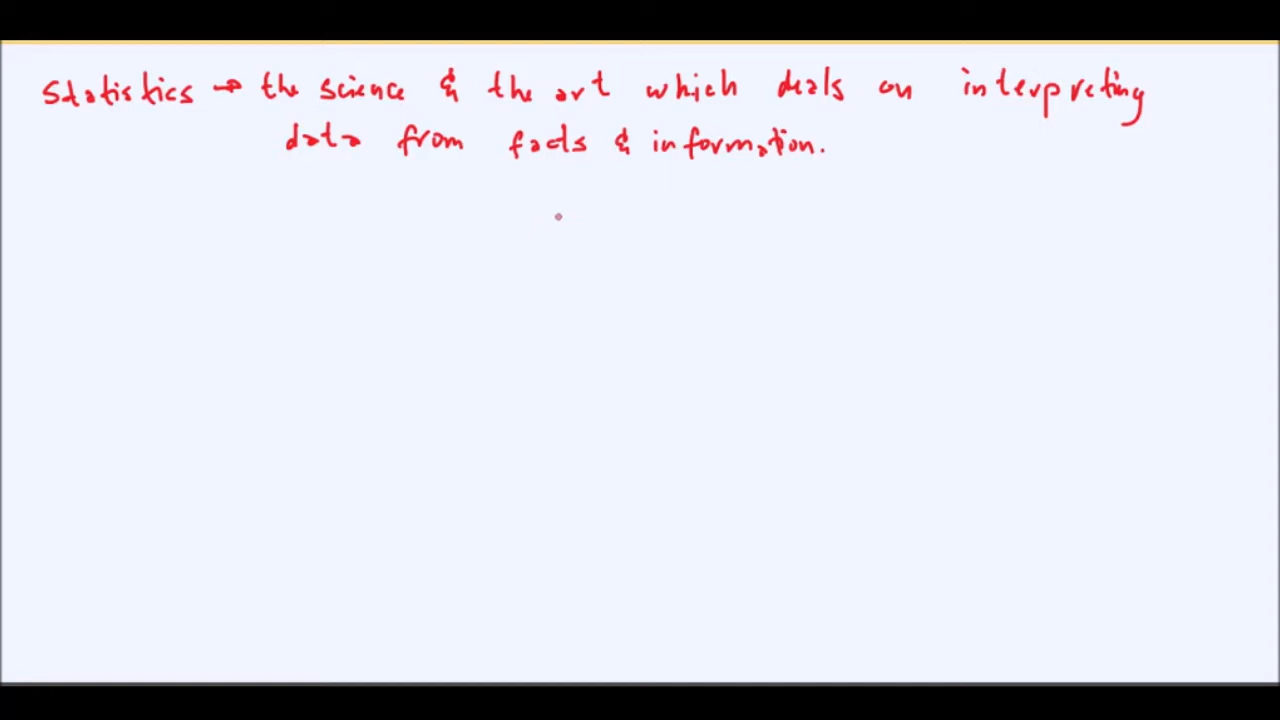 Statistics → the science & the art which deals on interpreting
data from facts & information.